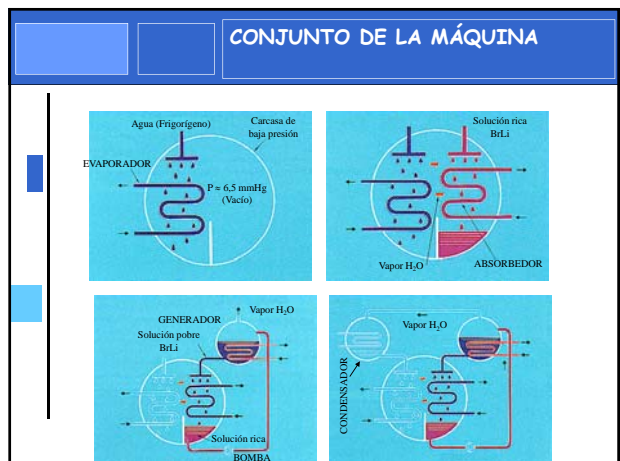 CONJUNTO DE LA MÁQUINA
Agua (Frigorígeno)
Carcasa de
baja presión
EVAPORADOR
P ≈ 6,5 mmHg
(Vacío)
Solución rica
BrLi
Vapor H₂O
ABSORBEDOR
Vapor H₂O
GENERADOR
Solución pobre
BrLi
Solución rica
BOMBA
Vapor H₂O
CONDENSADOR